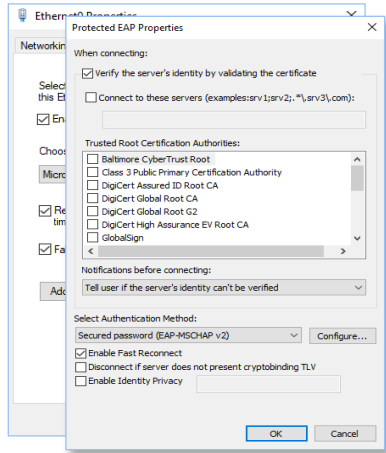 Ethernet0 Properties
Protected EAP Properties
Networkin
When connecting:
Verify the server's identity by validating the certificate
Select
this Et
Connect to these servers (examples:srv1;srv2;.*\.srv3\.com):
Ena
Trusted Root Certification Authorities:
Choos
Baltimore CyberTrust Root
Class 3 Public Primary Certification Authority
Micro
DigiCert Assured ID Root CA
DigiCert Global Root CA
DigiCert Global Root G2
Re
tim
DigiCert High Assurance EV Root CA
GlobalSign
Fa
Notifications before connecting:
Tell user if the server's identity can't be verified
Add
Select Authentication Method:
Secured password (EAP-MSCHAP v2)
Configure...
Enable Fast Reconnect
Disconnect if server does not present cryptobinding TLV
Enable Identity Privacy
OK
Cancel